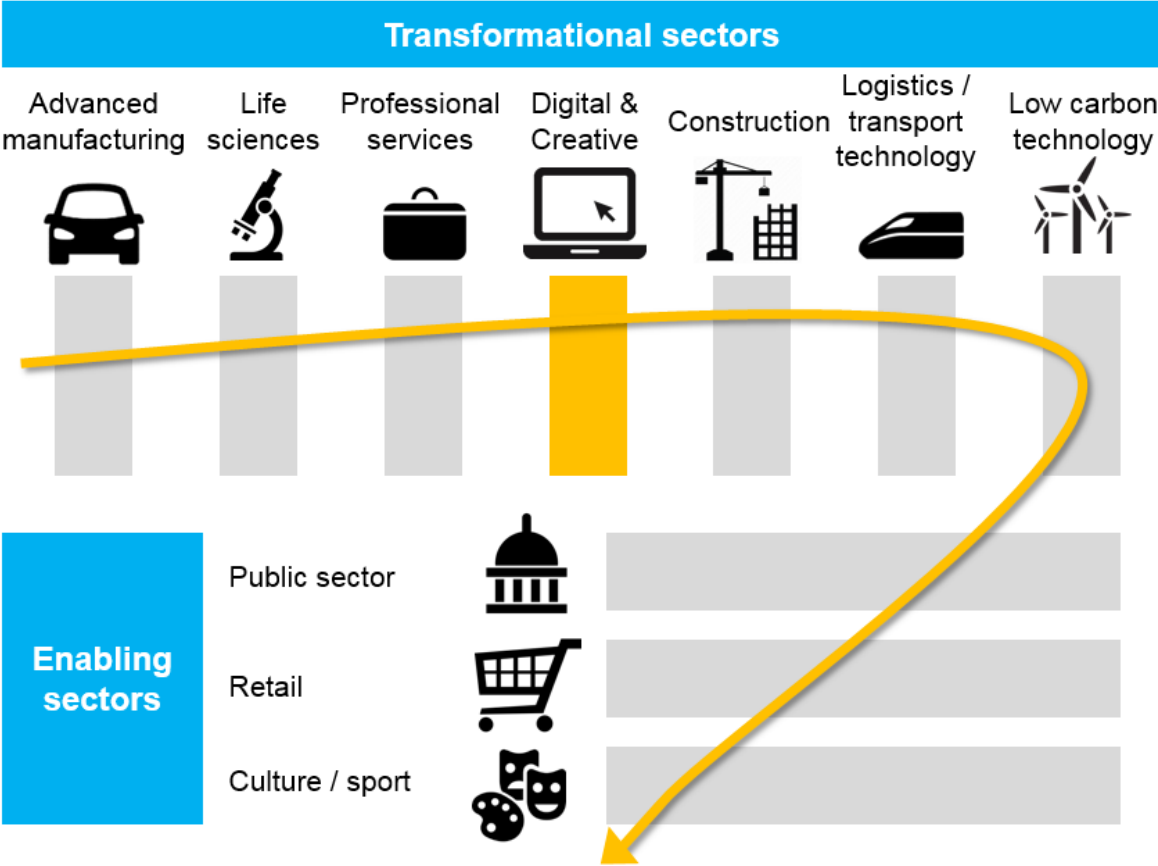 Transformational sectors
Advanced
manufacturing
Life
sciences
Professional
services
Digital &
Creative
Construction
Logistics /
transport
technology
Low carbon
technology
Enabling
sectors
Public sector
Retail
Culture / sport